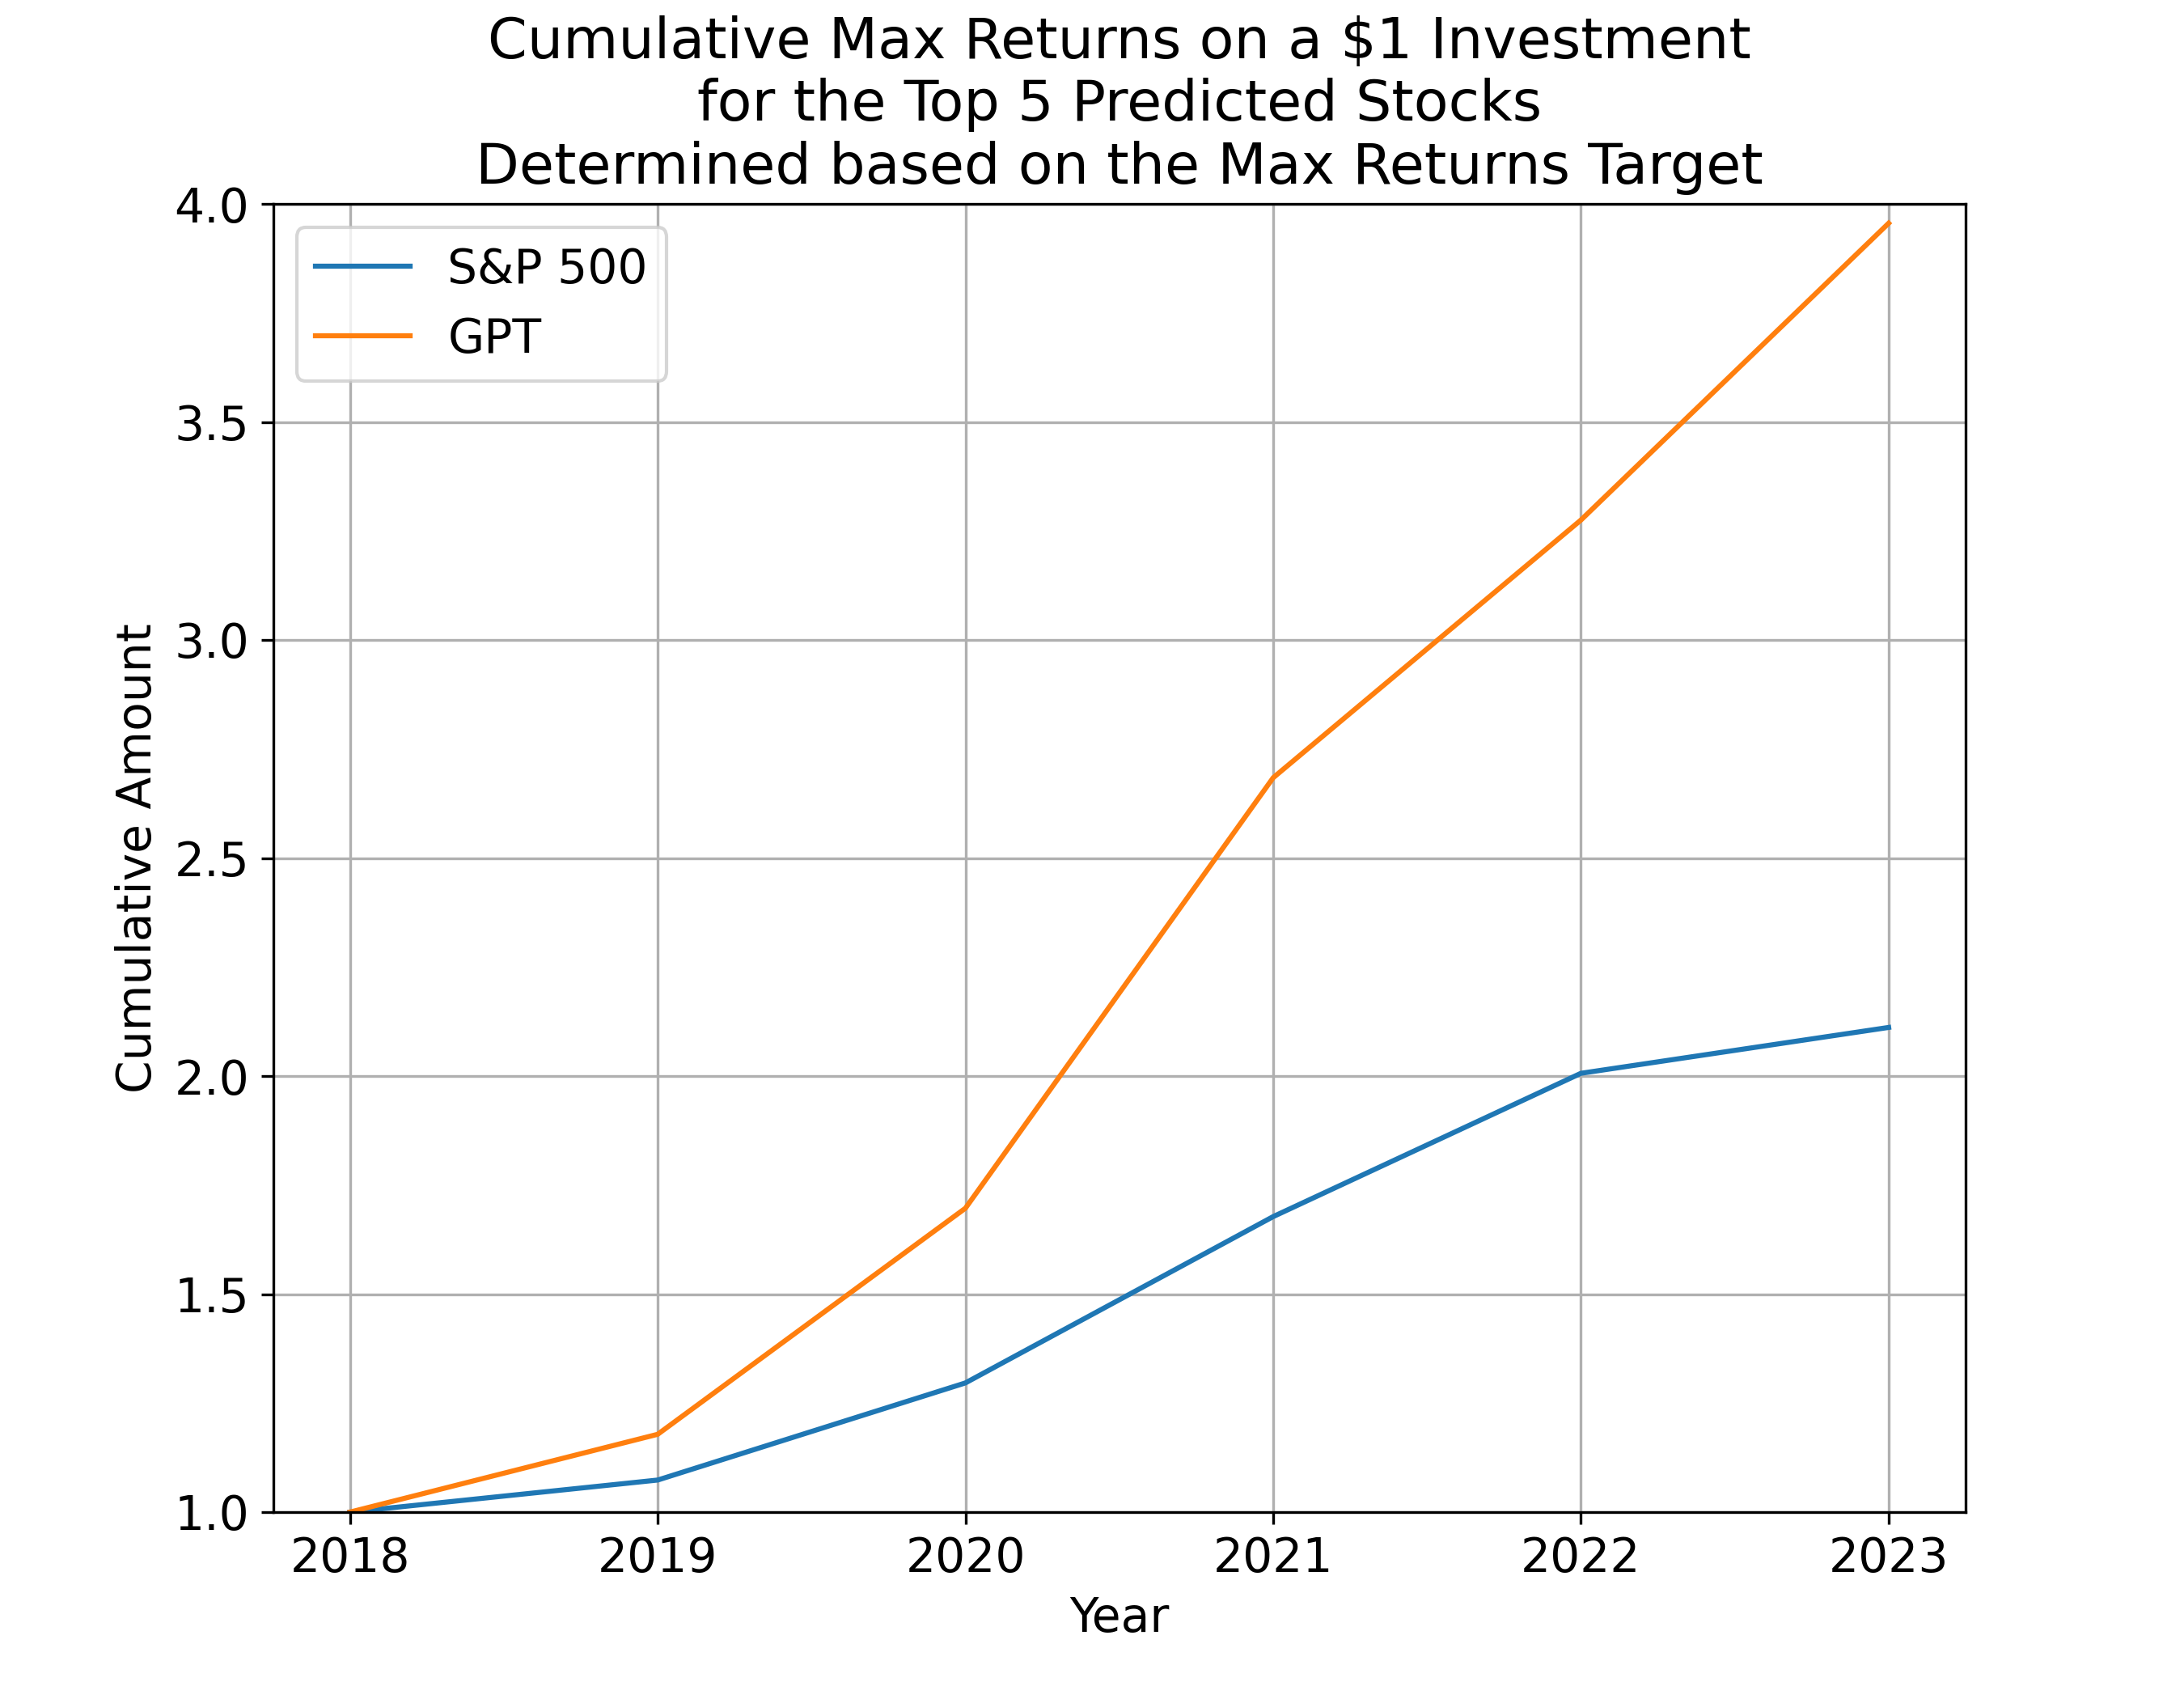 Cumulative Max Returns on a $1 Investment
for the Top 5 Predicted Stocks
Determined based on the Max Returns Target
S&P 500
GPT
4.0
3.5
3.0
2.5
2.0
1.5
1.0
Cumulative Amount
2018 2019 2020 2021 2022 2023
Year